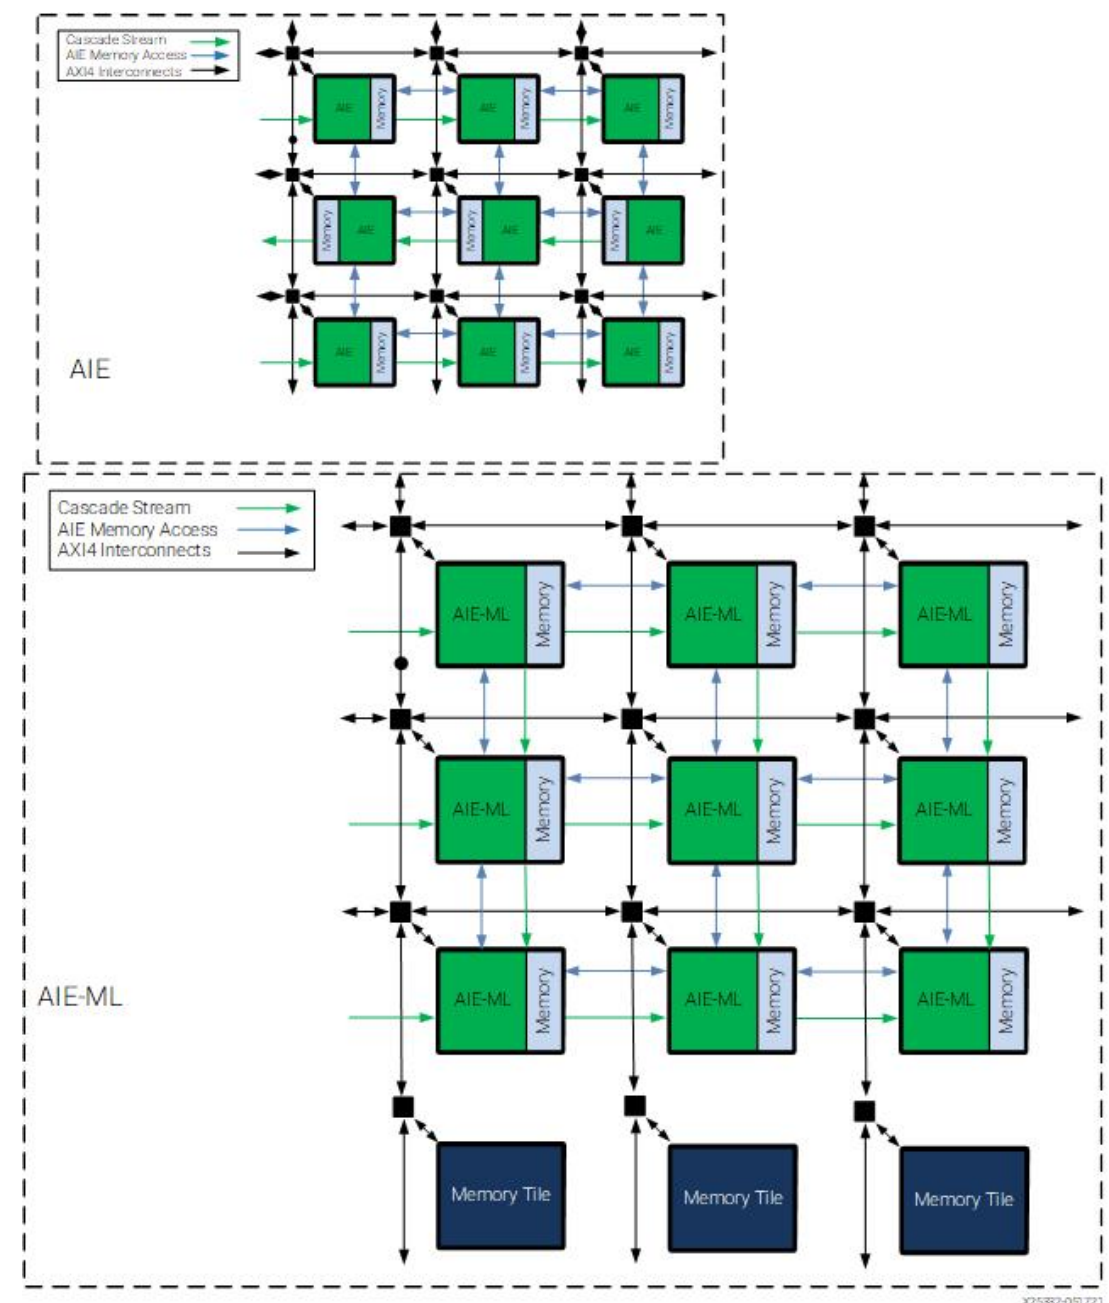 Cascade Stream
AIE Memory Access
AXI4 Interconnects
AIE Memory AIE Memory AIE Memory
Memory AIE Memory AIE Memory AIE
AIE Memory AIE Memory AIE Memory
AIE
Cascade Stream
AIE Memory Access
AXI4 Interconnects
AIE-ML Memory AIE-ML Memory AIE-ML Memory
AIE-ML Memory AIE-ML Memory AIE-ML Memory
AIE-ML Memory AIE-ML Memory AIE-ML Memory
AIE-ML
Memory Tile Memory Tile Memory Tile